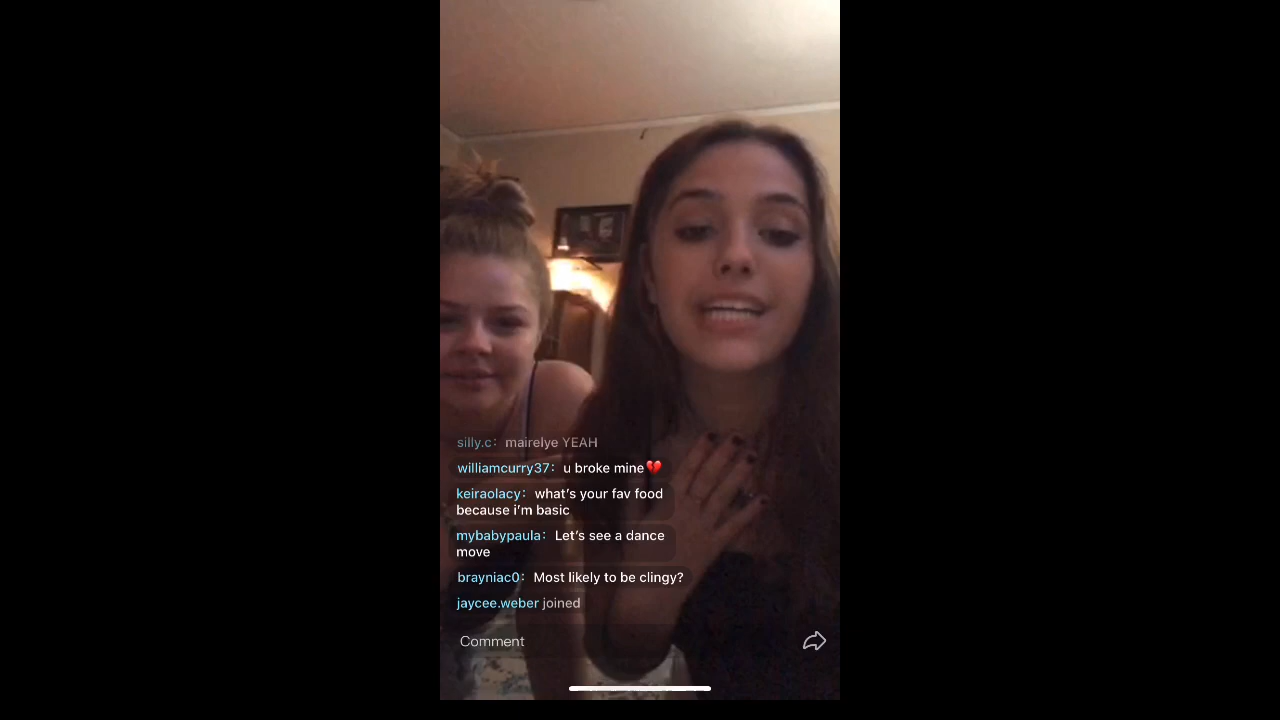 silly.c: mairelye YEAH
williamcurry37: u broke mine💔
keiraolacy: what's your fav food
because i'm basic
mybabypaula: Let's see a dance
move
brayniac0: Most likely to be clingy?
jaycee.weber joined
Comment